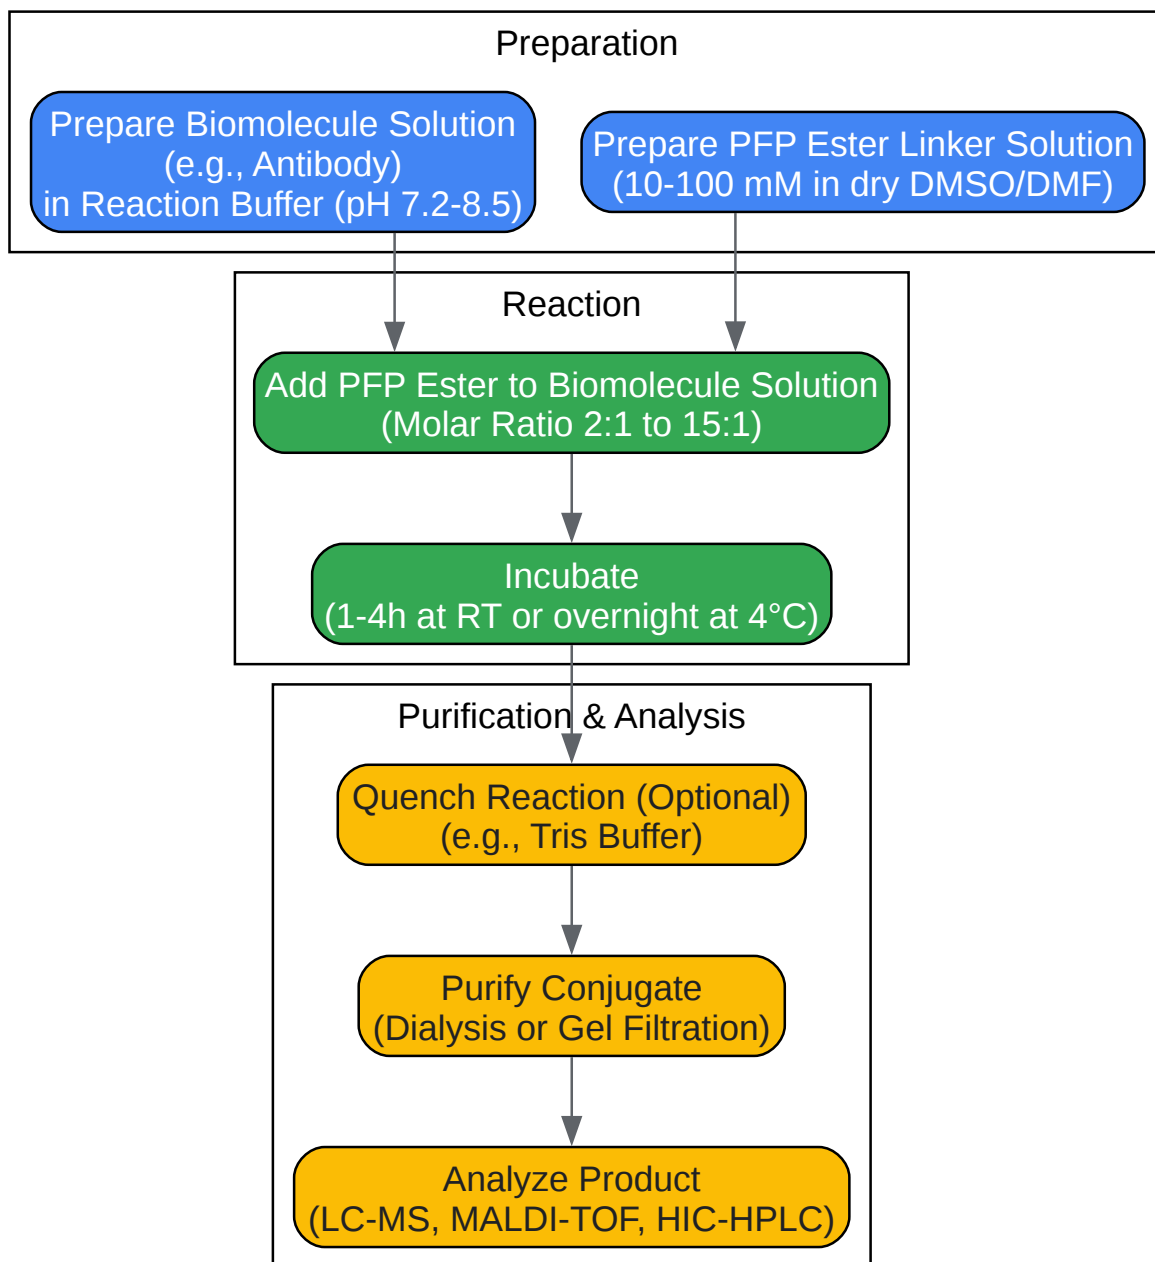 Preparation
Prepare Biomolecule Solution
(e.g., Antibody)
in Reaction Buffer (pH 7.2-8.5)
Prepare PFP Ester Linker Solution
(10-100 mM in dry DMSO/DMF)
Reaction
Add PFP Ester to Biomolecule Solution
(Molar Ratio 2:1 to 15:1)
Incubate
(1-4h at RT or overnight at 4°C)
Purification & Analysis
Quench Reaction (Optional)
(e.g., Tris Buffer)
Purify Conjugate
(Dialysis or Gel Filtration)
Analyze Product
(LC-MS, MALDI-TOF, HIC-HPLC)